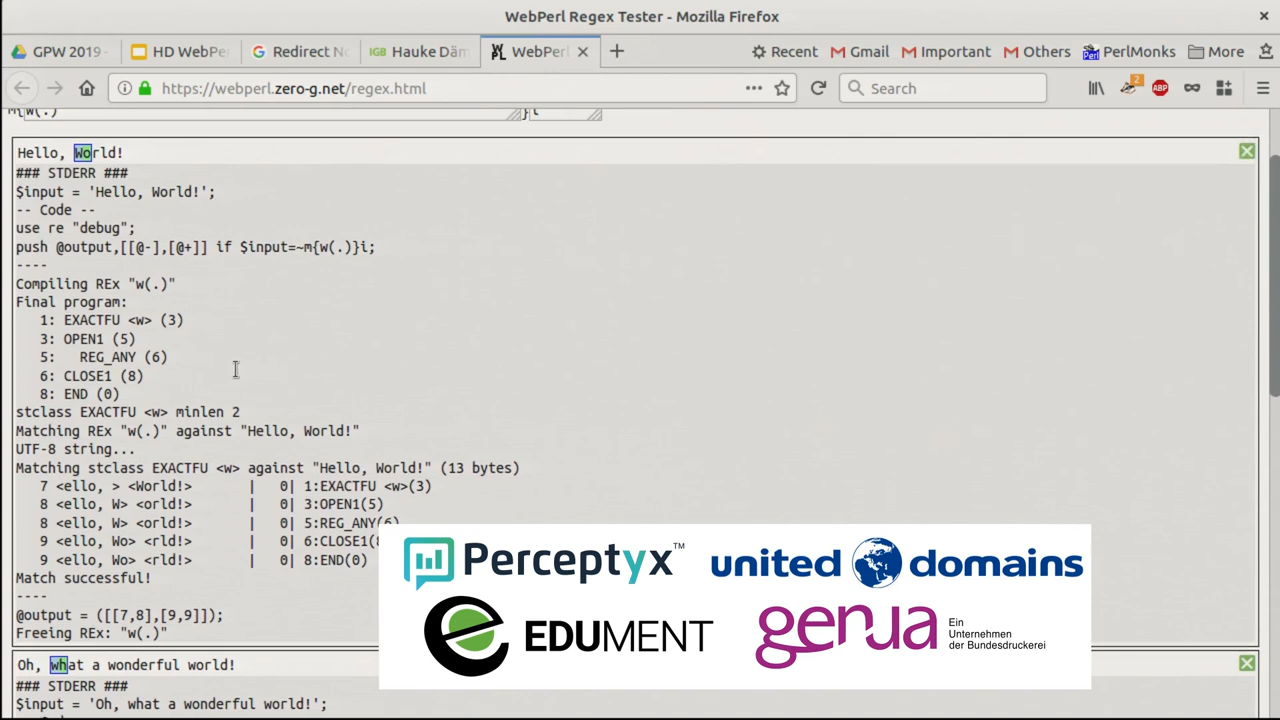 WebPerl Regex Tester - Mozilla Firefox
GPW 2019 -
HD WebPe
Redirect No
IGB Hauke Däm
WebPerl
Recent
Gmail
Important
Others
PerlMonks
More
https://webperl.zero-g.net/regex.html
Search
2
ABP
m{w(.)
}i
Hello, World!
### STDERR ###
$input = 'Hello, World!';
-- Code --
use re "debug";
push @output,[[@-],[@+]] if $input=~m{w(.)}i;
----
Compiling REx "w(.)"
Final program:
1: EXACTFU <w> (3)
3: OPEN1 (5)
5: REG_ANY (6)
6: CLOSE1 (8)
8: END (0)
stclass EXACTFU <w> minlen 2
Matching REx "w(.)" against "Hello, World!"
UTF-8 string...
Matching stclass EXACTFU <w> against "Hello, World!" (13 bytes)
7 <ello, > <World!> | 0| 1:EXACTFU <w>(3)
8 <ello, W> <orld!> | 0| 3:OPEN1(5)
8 <ello, W> <orld!> | 0| 5:REG_ANY(6)
9 <ello, Wo> <rld!> | 0| 6:CLOSE1(8
9 <ello, Wo> <rld!> | 0| 8:END(0)
Match successful!
----
@output = ([[7,8],[9,9]]);
Freeing REx: "w(.)"
Perceptyx™
united domains
EDUMENT
genua
Ein
Unternehmen
der Bundesdruckerei
Oh, what a wonderful world!
### STDERR ###
$input = 'Oh, what a wonderful world!';